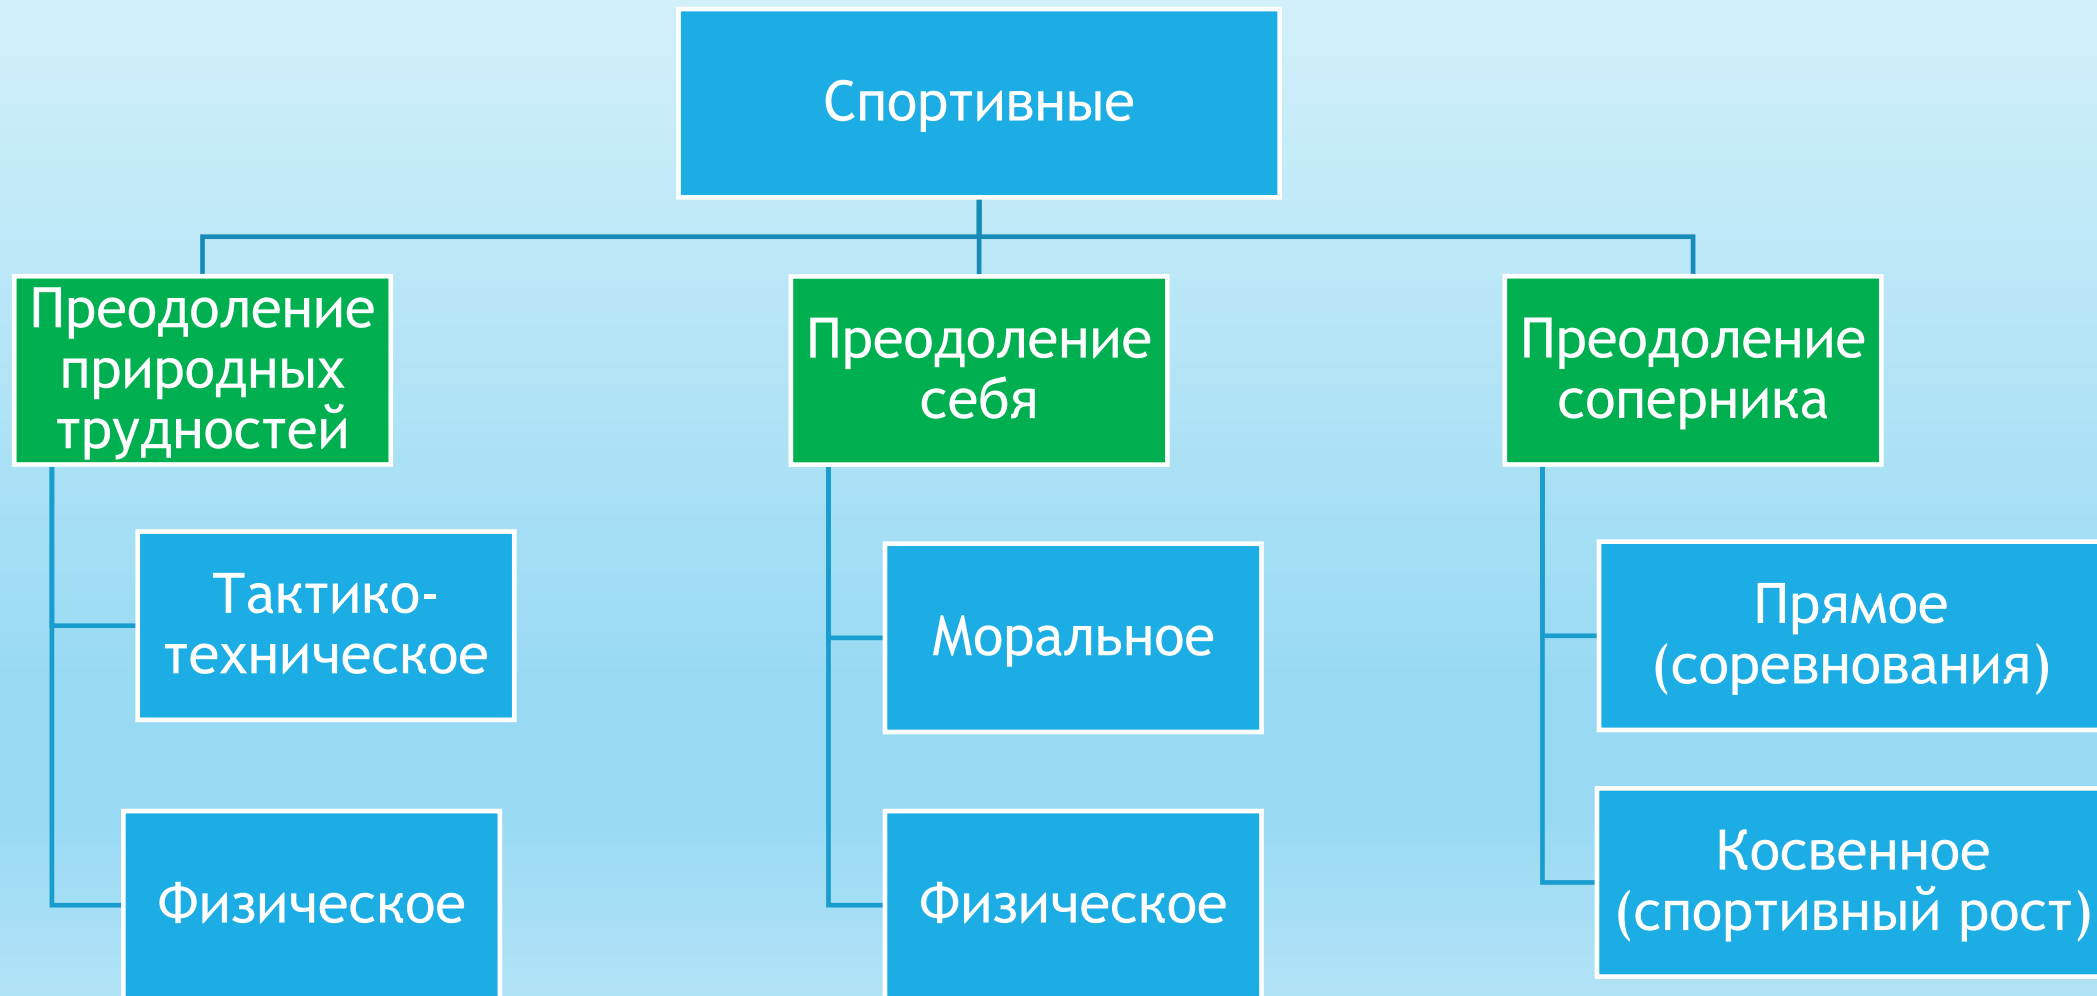 Спортивные
Преодоление
природных
трудностей
Преодоление
себя
Преодоление
соперника
Тактико-
техническое
Моральное
Прямое
(соревнования)
Физическое
Физическое
Косвенное
(спортивный рост)